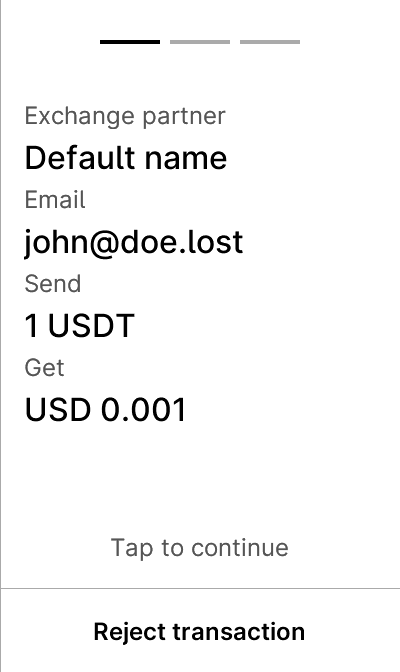 Exchange partner
Default name
Email
john@doe.lost
Send
1 USDT
Get
USD 0.001
Tap to continue
Reject transaction